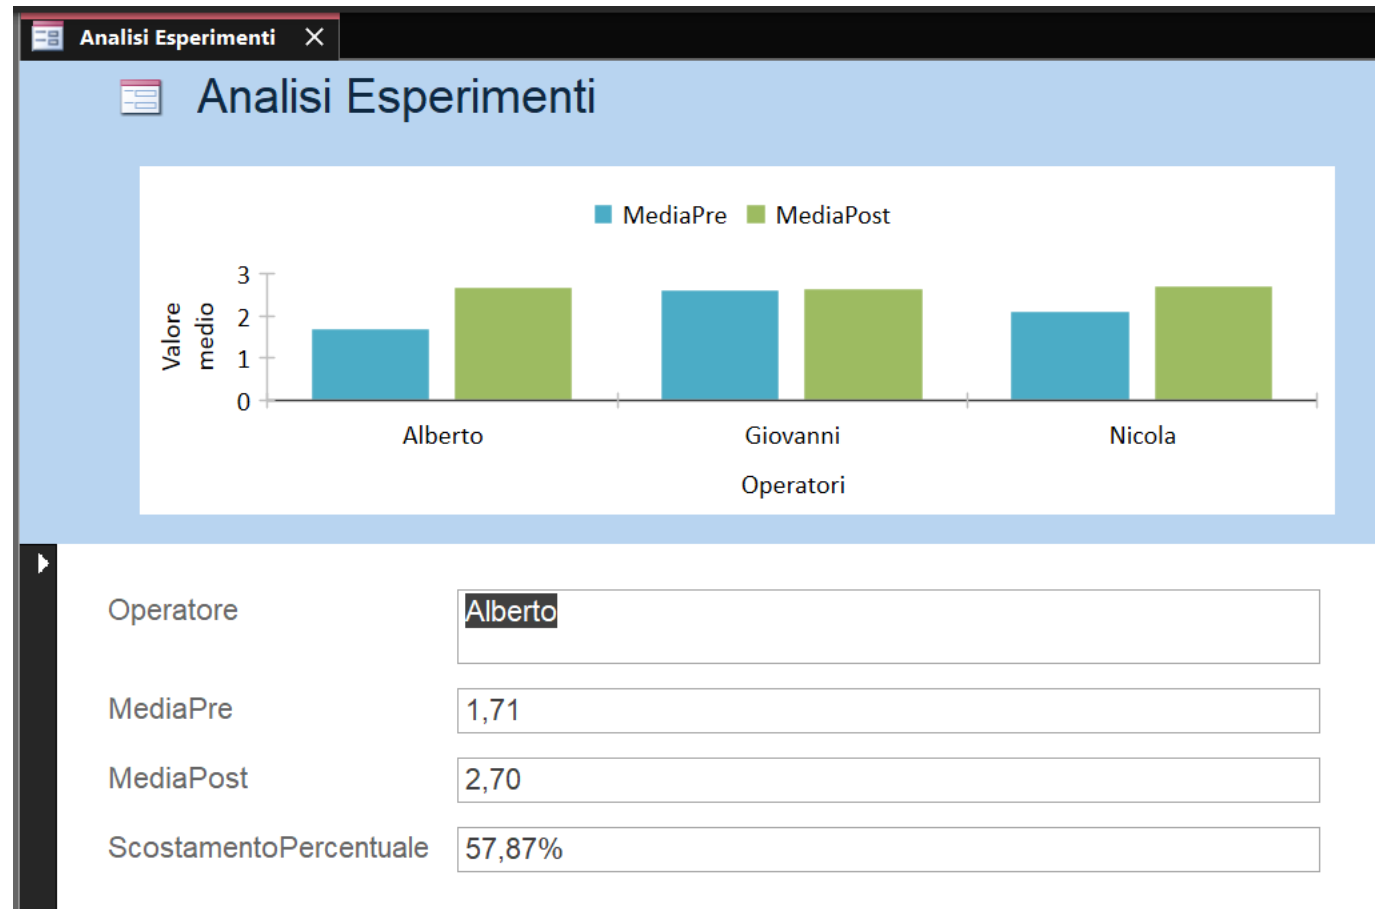 Analisi Esperimenti
Analisi Esperimenti
MediaPre MediaPost
Valore
medio
3
2
1
0
Alberto Giovanni Nicola
Operatori
Operatore Alberto
MediaPre 1,71
MediaPost 2,70
ScostamentoPercentuale 57,87%